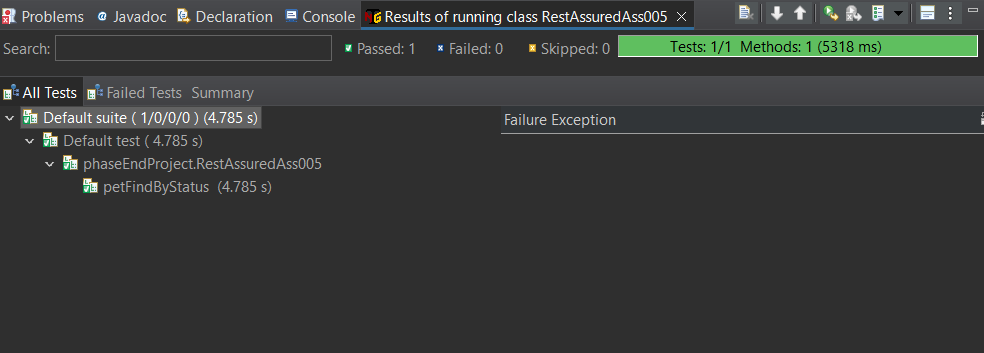 Problems Javadoc Declaration Console Results of running class RestAssuredAss005
Search: Passed: 1 Failed: 0 Skipped: 0 Tests: 1/1 Methods: 1 (5318 ms)
All Tests Failed Tests Summary
Default suite ( 1/0/0/0 ) (4.785 s) Failure Exception
Default test ( 4.785 s)
phaseEndProject.RestAssuredAss005
petFindByStatus (4.785 s)